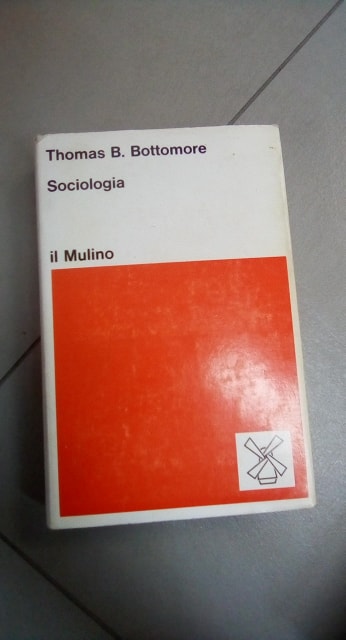 Thomas B. Bottomore
Sociologia
il Mulino